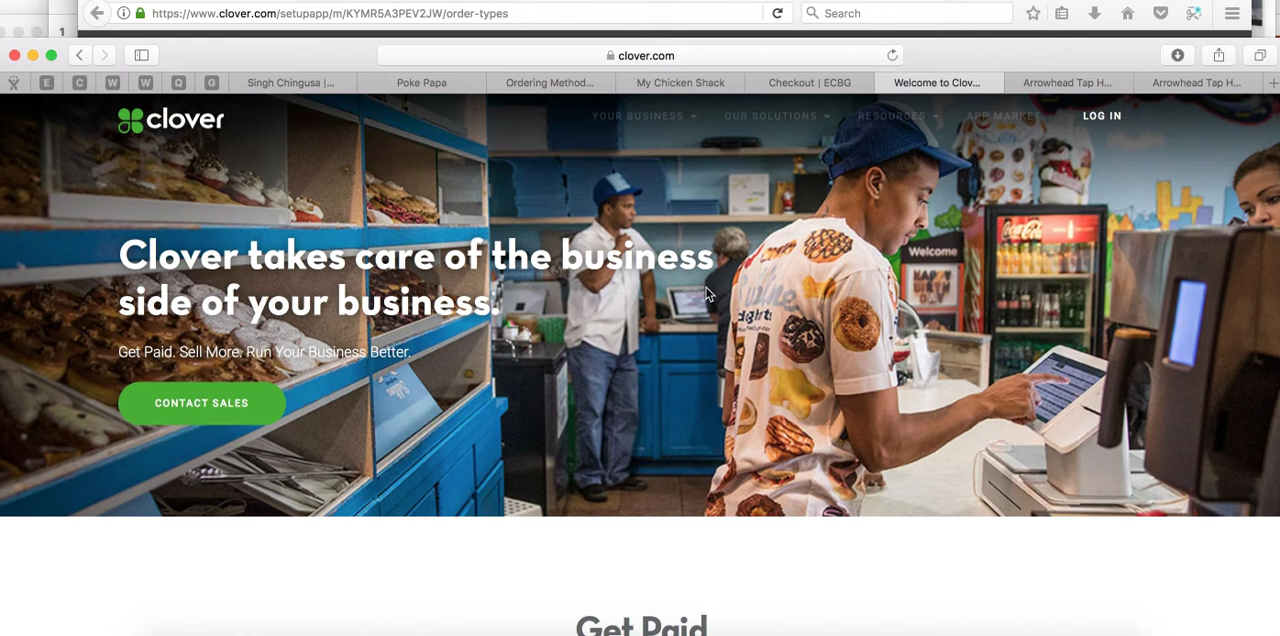 https://www.clover.com/setupapp/m/KYMR5A3PEV2JW/order-types
Search
1
clover.com
E
C
W
W
Q
G
Singh Chingusa |...
Poke Papa
Ordering Method...
My Chicken Shack
Checkout | ECBG
Welcome to Clov...
Arrowhead Tap H...
Arrowhead Tap H...
clover
YOUR BUSINESS
OUR SOLUTIONS
RESOURCES
APP MARKET
LOG IN
Clover takes care of the business
side of your business.
Get Paid. Sell More. Run Your Business Better.
CONTACT SALES
Coca-Cola
Welcome
Get Paid